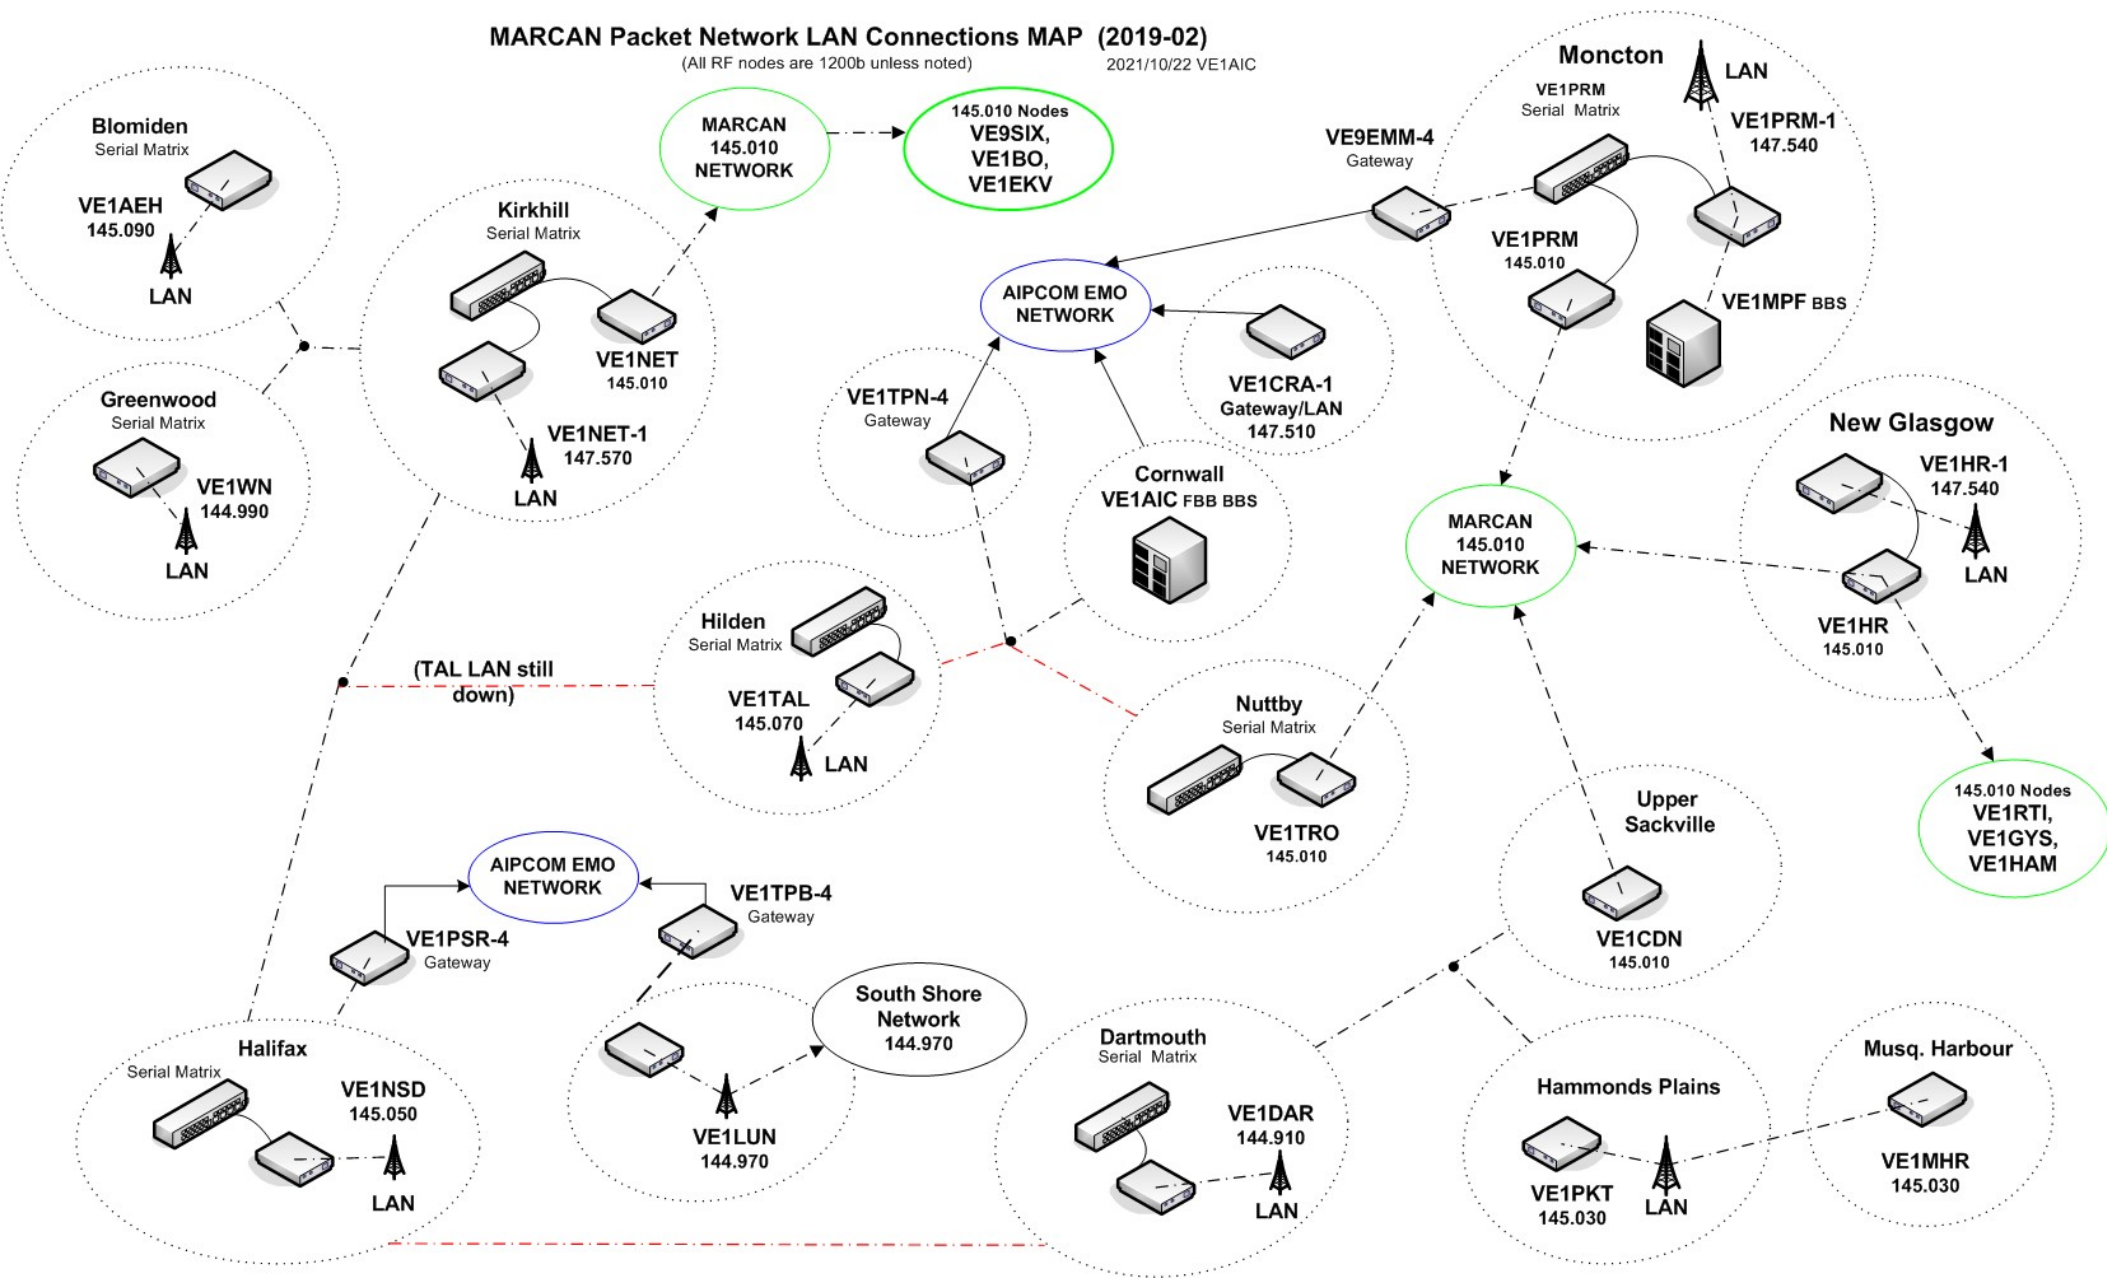 MARCAN Packet Network LAN Connections MAP (2019-02)
(All RF nodes are 1200b unless noted)
2021/10/22 VE1AIC
Blomiden
Serial Matrix
VE1AEH
145.090
LAN
Greenwood
Serial Matrix
VE1WN
144.990
LAN
Kirkhill
Serial Matrix
VE1NET
145.010
VE1NET-1
147.570
LAN
MARCAN
145.010
NETWORK
145.010 Nodes
VE9SIX,
VE1BO,
VE1EKV
VE9EMM-4
Gateway
Moncton
VE1PRM
Serial Matrix
LAN
VE1PRM-1
147.540
VE1PRM
145.010
VE1MPF BBS
AIPCOM EMO
NETWORK
VE1CRA-1
Gateway/LAN
147.510
VE1TPN-4
Gateway
Cornwall
VE1AIC FBB BBS
New Glasgow
VE1HR-1
147.540
LAN
VE1HR
145.010
MARCAN
145.010
NETWORK
Hilden
Serial Matrix
VE1TAL
145.070
LAN
(TAL LAN still
down)
Nuttby
Serial Matrix
VE1TRO
145.010
145.010 Nodes
VE1RTI,
VE1GYS,
VE1HAM
Upper
Sackville
VE1CDN
145.010
AIPCOM EMO
NETWORK
VE1PSR-4
Gateway
VE1TPB-4
Gateway
South Shore
Network
144.970
VE1LUN
144.970
Halifax
Serial Matrix
VE1NSD
145.050
LAN
Dartmouth
Serial Matrix
VE1DAR
144.910
LAN
Hammonds Plains
VE1PKT
145.030
LAN
Musq. Harbour
VE1MHR
145.030